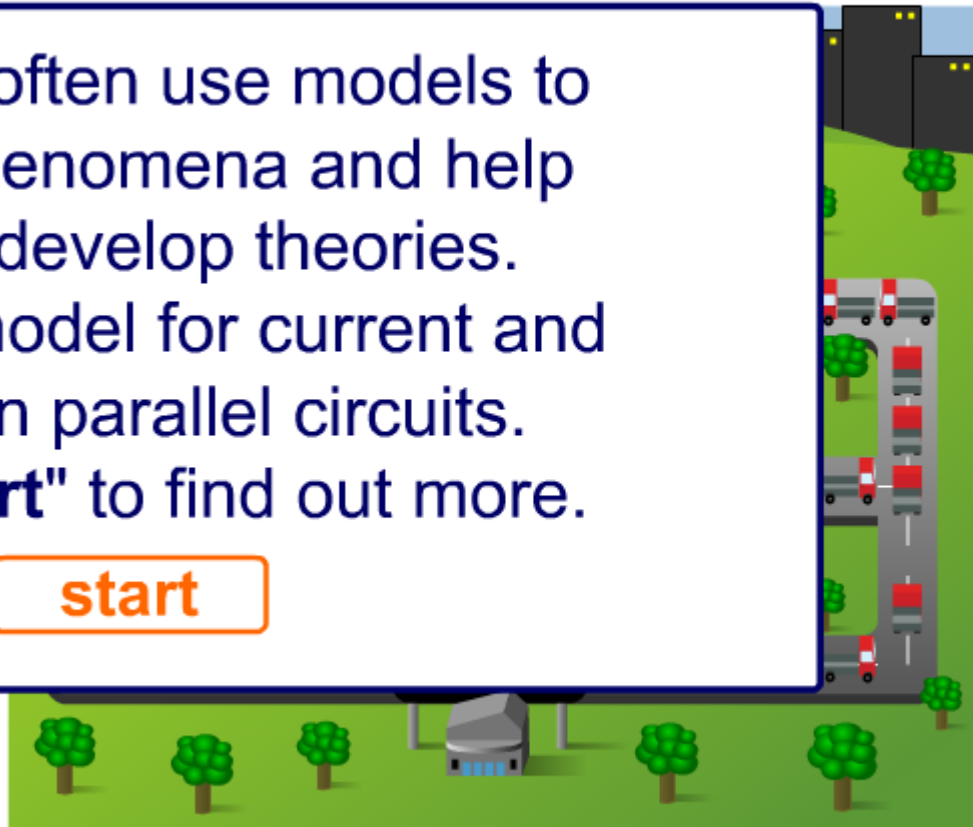 often use models to
enomena and help
develop theories.
odel for current and
n parallel circuits.
rt" to find out more.
start